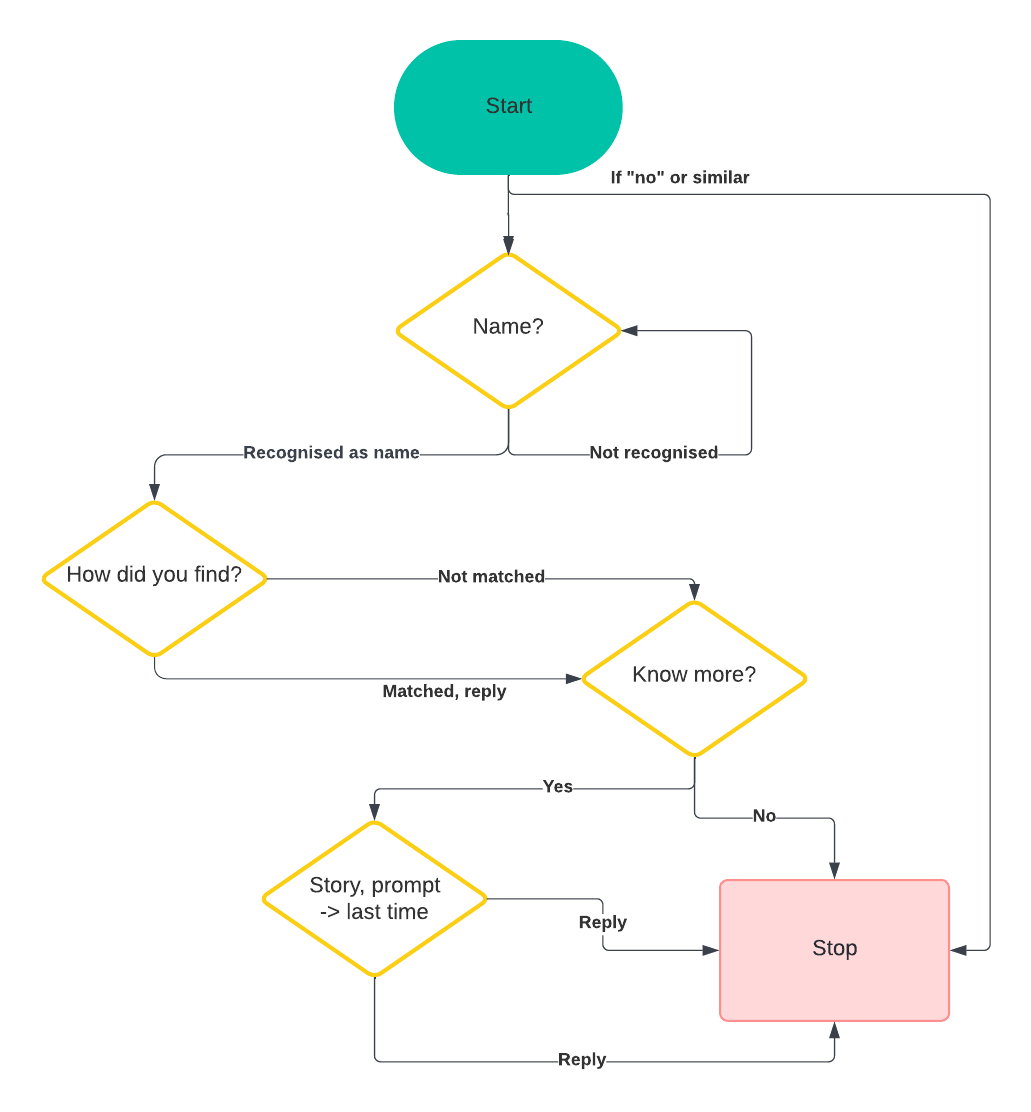 Start
If "no" or similar
Name?
Recognised as name
Not recognised
How did you find?
Not matched
Know more?
Matched, reply
Yes
No
Story, prompt
-> last time
Reply
Stop
Reply